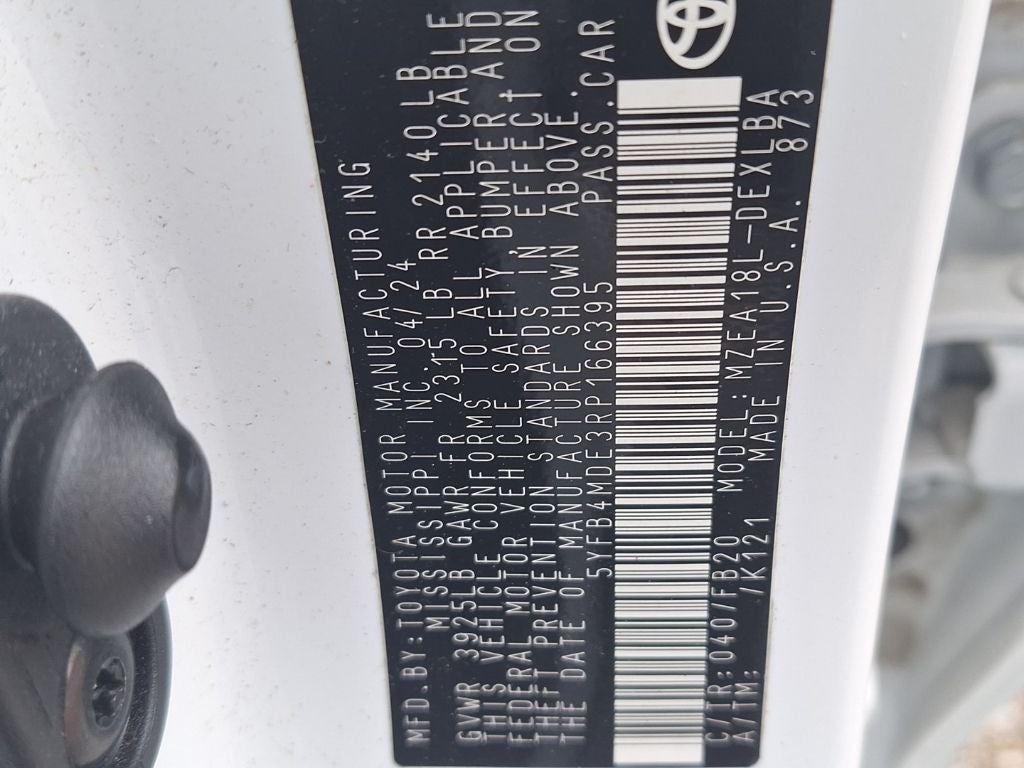 MFD.BY:TOYOTA MOTOR MANUFACTURING
MISSISSIPPI INC. 04/24
GVWR 3925LB GAWR FR 2315 LB RR 2140LB
THIS VEHICLE CONFORMS TO ALL APPLICABLE
FEDERAL MOTOR VEHICLE SAFETY, BUMPER AND
THEFT PREVENTION STANDARDS IN EFFECT ON
THE DATE OF MANUFACTURE SHOWN ABOVE.
5YFB4MDE3RP166395 PASS.CAR
C/TR:040/FB20 MODEL:MZEA18L-DEXLBA
A/TM: /K121 MADE IN U.S.A. 873